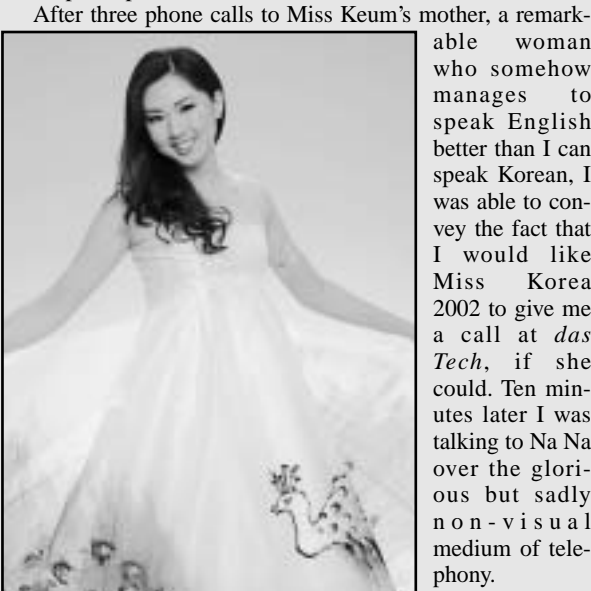 After three phone calls to Miss Keum's mother, a remark-
able woman
who somehow
manages to
speak English
better than I can
speak Korean, I
was able to con-
vey the fact that
I would like
Miss Korea
2002 to give me
a call at das
Tech, if she
could. Ten min-
utes later I was
talking to Na Na
over the glori-
ous but sadly
non-visual
medium of tele-
phony.